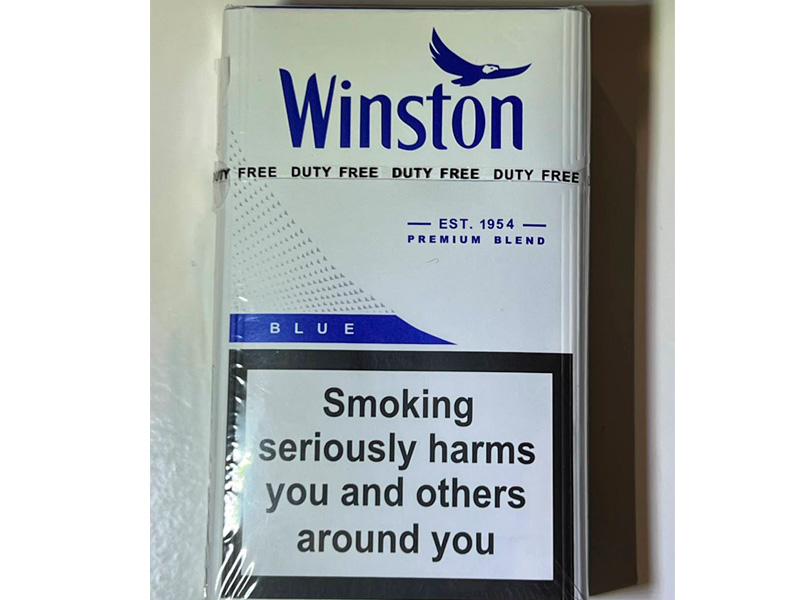 Winston
DUTY FREE DUTY FREE DUTY FREE DUTY FREE
EST. 1954
PREMIUM BLEND
BLUE
Smoking
seriously harms
you and others
around you